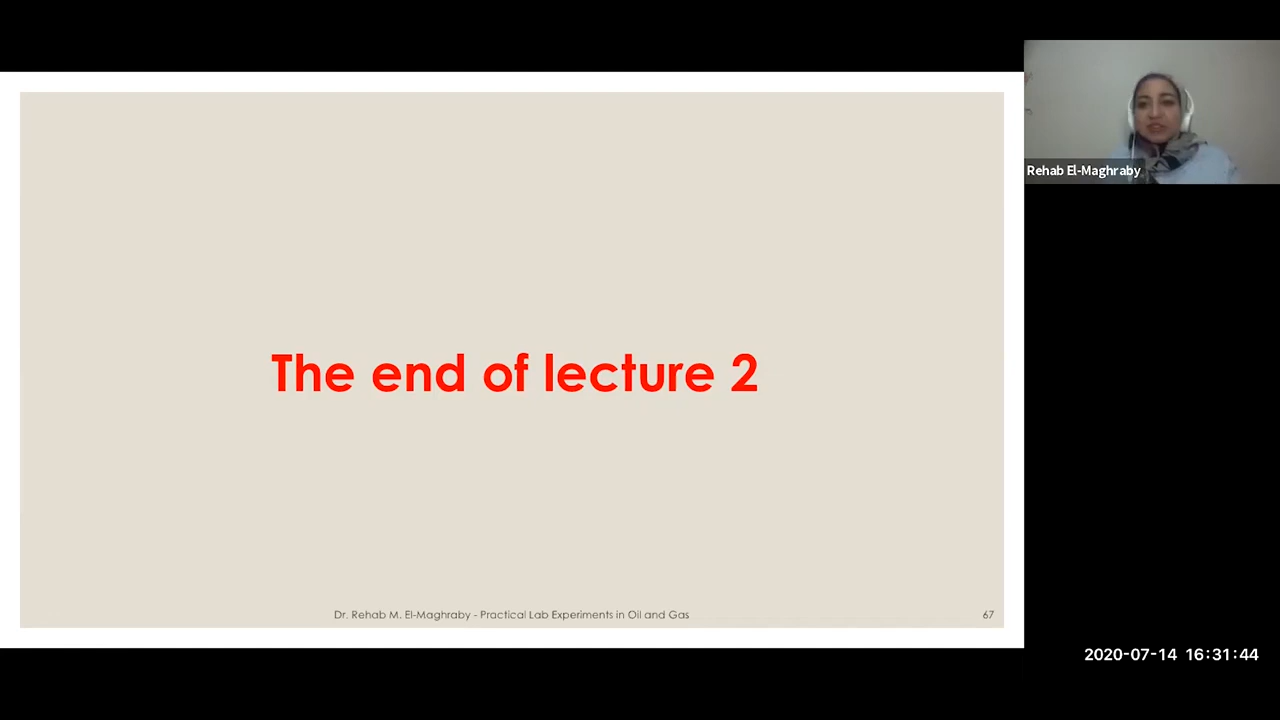 Rehab El-Maghraby
The end of lecture 2
Dr. Rehab M. El-Maghraby - Practical Lab Experiments in Oil and Gas
67
2020-07-14 16:31:44